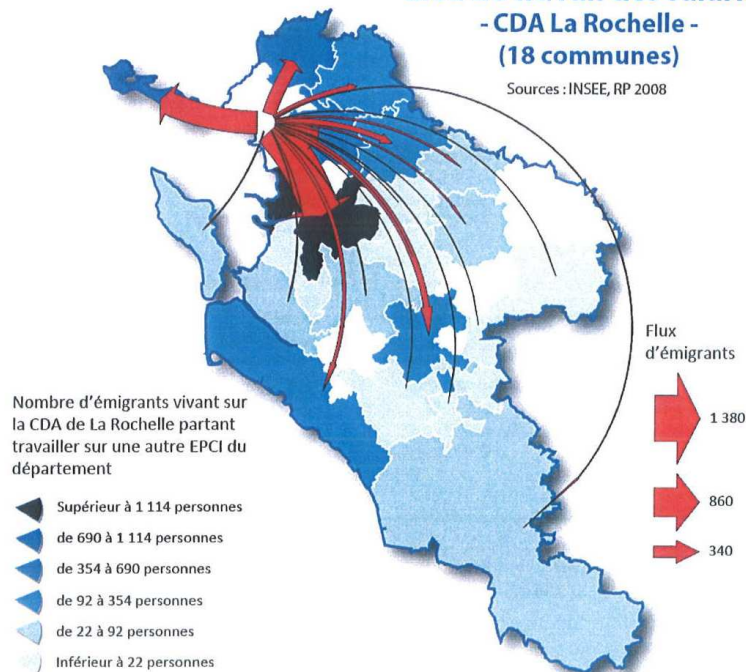 - CDA La Rochelle -
(18 communes)
Sources : INSEE, RP 2008
Flux
d'émigrants
1 380
860
340
Nombre d'émigrants vivant sur
la CDA de La Rochelle partant
travailler sur une autre EPCI du
département
Supérieur à 1 114 personnes
de 690 à 1 114 personnes
de 354 à 690 personnes
de 92 à 354 personnes
de 22 à 92 personnes
Inférieur à 22 personnes